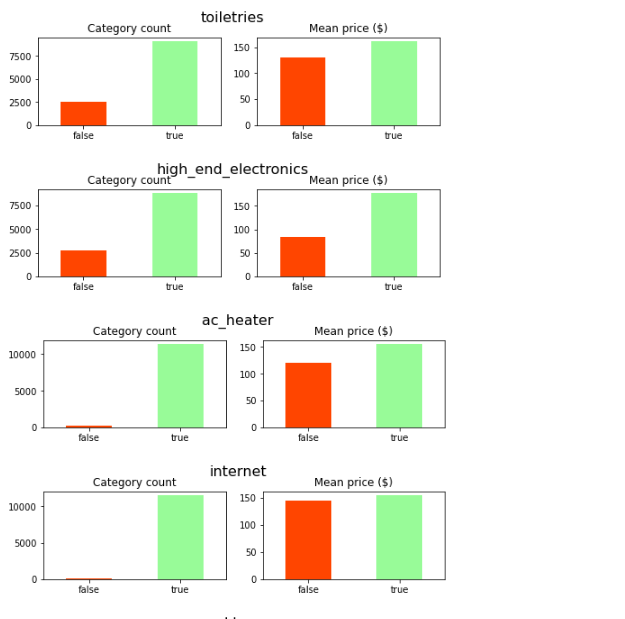 toiletries
Category count Mean price ($)
7500 150
5000 100
2500 50
0 0
false true false true
high_end_electronics
Category count Mean price ($)
7500 150
5000 100
2500 50
0 0
false true false true
ac_heater
Category count Mean price ($)
10000 150
5000 100
50
0 0
false true false true
internet
Category count Mean price ($)
10000 150
5000 100
50
0 0
false true false true